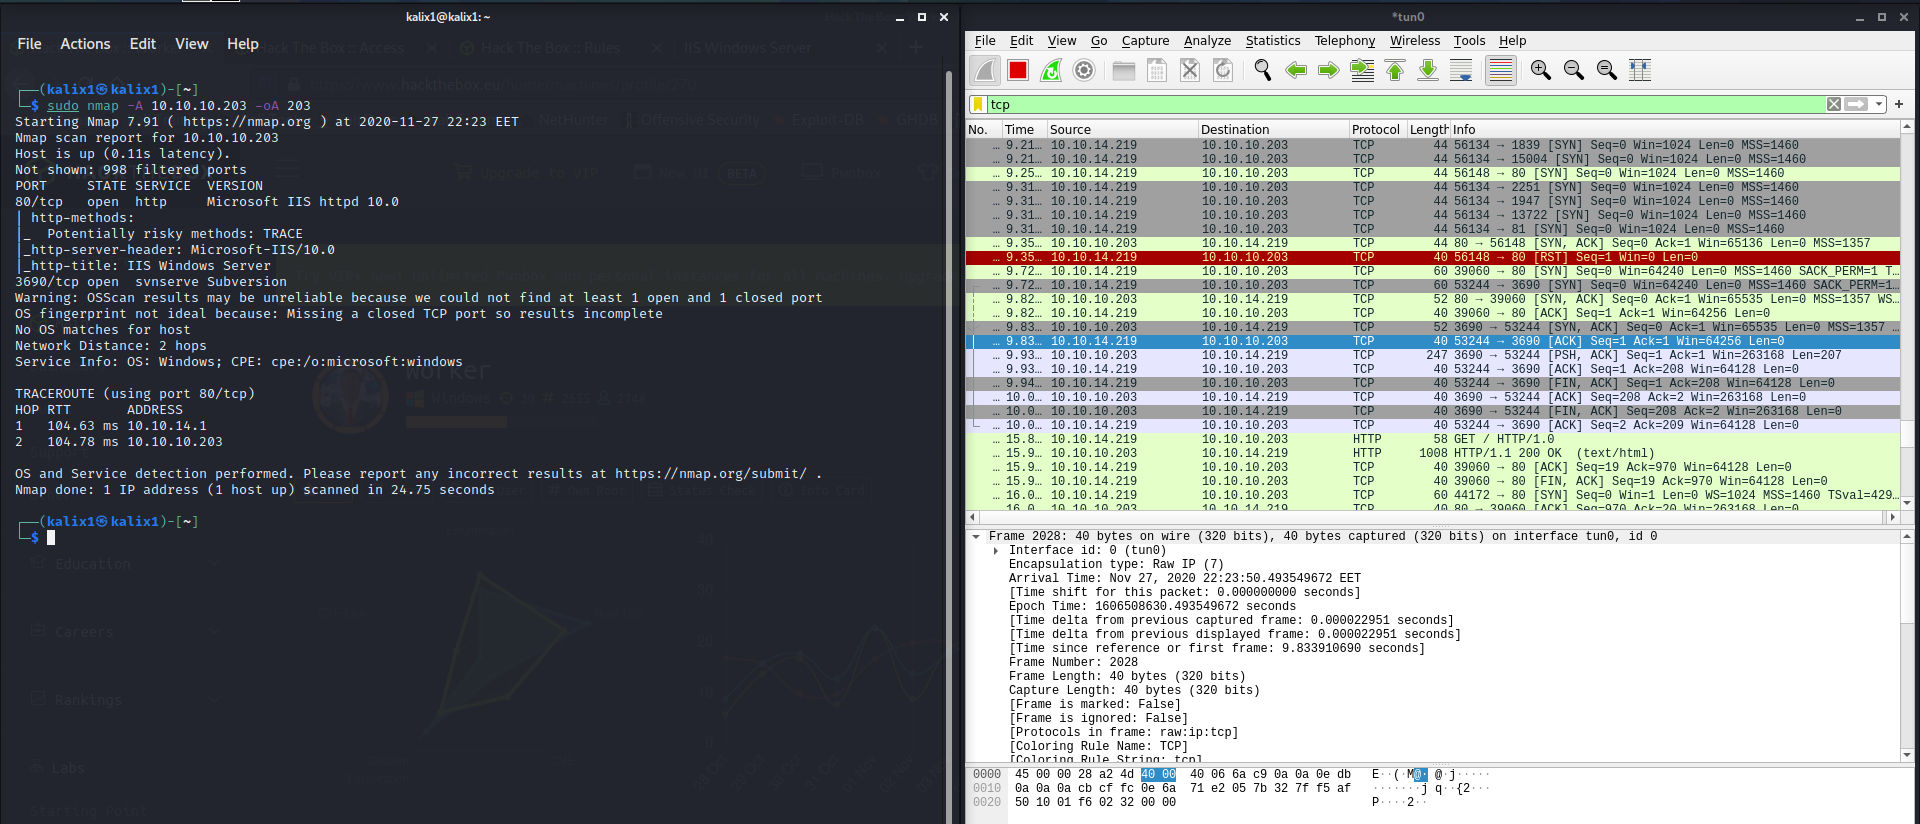 kalix1@kalix1: ~
File Actions Edit View Help
┌──(kalix1㉿kalix1)-[~]
└─$ sudo nmap -A 10.10.10.203 -oA 203
Starting Nmap 7.91 ( https://nmap.org ) at 2020-11-27 22:23 EET
Nmap scan report for 10.10.10.203
Host is up (0.11s latency).
Not shown: 998 filtered ports
PORT     STATE SERVICE  VERSION
80/tcp   open  http     Microsoft IIS httpd 10.0
| http-methods:
|_  Potentially risky methods: TRACE
|_http-server-header: Microsoft-IIS/10.0
|_http-title: IIS Windows Server
3690/tcp open  svnserve Subversion
Warning: OSScan results may be unreliable because we could not find at least 1 open and 1 closed port
OS fingerprint not ideal because: Missing a closed TCP port so results incomplete
No OS matches for host
Network Distance: 2 hops
Service Info: OS: Windows; CPE: cpe:/o:microsoft:windows
TRACEROUTE (using port 80/tcp)
HOP RTT       ADDRESS
1   104.63 ms 10.10.14.1
2   104.78 ms 10.10.10.203
OS and Service detection performed. Please report any incorrect results at https://nmap.org/submit/ .
Nmap done: 1 IP address (1 host up) scanned in 24.75 seconds
┌──(kalix1㉿kalix1)-[~]
└─$
Hack The Box :: Access
Hack The Box :: Rules
IIS Windows Server
NetHunter Offensive Security Exploit-DB GHDB
Upgrade to VIP New UI BETA Pwnbox
Worker
Windows
Education
Careers
Rankings
Labs
Starting Point
*tun0
File Edit View Go Capture Analyze Statistics Telephony Wireless Tools Help
tcp
No. Time Source Destination Protocol Length Info
… 9.21… 10.10.14.219 10.10.10.203 TCP 44 56134 → 1839 [SYN] Seq=0 Win=1024 Len=0 MSS=1460
… 9.21… 10.10.14.219 10.10.10.203 TCP 44 56134 → 15004 [SYN] Seq=0 Win=1024 Len=0 MSS=1460
… 9.25… 10.10.14.219 10.10.10.203 TCP 44 56148 → 80 [SYN] Seq=0 Win=1024 Len=0 MSS=1460
… 9.31… 10.10.14.219 10.10.10.203 TCP 44 56134 → 2251 [SYN] Seq=0 Win=1024 Len=0 MSS=1460
… 9.31… 10.10.14.219 10.10.10.203 TCP 44 56134 → 1947 [SYN] Seq=0 Win=1024 Len=0 MSS=1460
… 9.31… 10.10.14.219 10.10.10.203 TCP 44 56134 → 13722 [SYN] Seq=0 Win=1024 Len=0 MSS=1460
… 9.31… 10.10.14.219 10.10.10.203 TCP 44 56134 → 81 [SYN] Seq=0 Win=1024 Len=0 MSS=1460
… 9.35… 10.10.10.203 10.10.14.219 TCP 44 80 → 56148 [SYN, ACK] Seq=0 Ack=1 Win=65136 Len=0 MSS=1357
… 9.35… 10.10.14.219 10.10.10.203 TCP 40 56148 → 80 [RST] Seq=1 Win=0 Len=0
… 9.72… 10.10.14.219 10.10.10.203 TCP 60 39060 → 80 [SYN] Seq=0 Win=64240 Len=0 MSS=1460 SACK_PERM=1 T…
… 9.72… 10.10.14.219 10.10.10.203 TCP 60 53244 → 3690 [SYN] Seq=0 Win=64240 Len=0 MSS=1460 SACK_PERM=1…
… 9.82… 10.10.10.203 10.10.14.219 TCP 52 80 → 39060 [SYN, ACK] Seq=0 Ack=1 Win=65535 Len=0 MSS=1357 WS…
… 9.82… 10.10.14.219 10.10.10.203 TCP 40 39060 → 80 [ACK] Seq=1 Ack=1 Win=64256 Len=0
… 9.83… 10.10.10.203 10.10.14.219 TCP 52 3690 → 53244 [SYN, ACK] Seq=0 Ack=1 Win=65535 Len=0 MSS=1357 …
… 9.83… 10.10.14.219 10.10.10.203 TCP 40 53244 → 3690 [ACK] Seq=1 Ack=1 Win=64256 Len=0
… 9.93… 10.10.10.203 10.10.14.219 TCP 247 3690 → 53244 [PSH, ACK] Seq=1 Ack=1 Win=263168 Len=207
… 9.93… 10.10.14.219 10.10.10.203 TCP 40 53244 → 3690 [ACK] Seq=1 Ack=208 Win=64128 Len=0
… 9.94… 10.10.14.219 10.10.10.203 TCP 40 53244 → 3690 [FIN, ACK] Seq=1 Ack=208 Win=64128 Len=0
… 10.0… 10.10.10.203 10.10.14.219 TCP 40 3690 → 53244 [ACK] Seq=208 Ack=2 Win=263168 Len=0
… 10.0… 10.10.10.203 10.10.14.219 TCP 40 3690 → 53244 [FIN, ACK] Seq=208 Ack=2 Win=263168 Len=0
… 10.0… 10.10.14.219 10.10.10.203 TCP 40 53244 → 3690 [ACK] Seq=2 Ack=209 Win=64128 Len=0
… 15.8… 10.10.14.219 10.10.10.203 HTTP 58 GET / HTTP/1.0
… 15.9… 10.10.10.203 10.10.14.219 HTTP 1008 HTTP/1.1 200 OK  (text/html)
… 15.9… 10.10.14.219 10.10.10.203 TCP 40 39060 → 80 [ACK] Seq=19 Ack=970 Win=64128 Len=0
… 15.9… 10.10.14.219 10.10.10.203 TCP 40 39060 → 80 [FIN, ACK] Seq=19 Ack=970 Win=64128 Len=0
… 16.0… 10.10.14.219 10.10.10.203 TCP 60 44172 → 80 [SYN] Seq=0 Win=1 Len=0 WS=1024 MSS=1460 TSval=429…
… 16.0… 10.10.10.203 10.10.14.219 TCP 40 80 → 39060 [ACK] Seq=970 Ack=20 Win=263168 Len=0
Frame 2028: 40 bytes on wire (320 bits), 40 bytes captured (320 bits) on interface tun0, id 0
Interface id: 0 (tun0)
Encapsulation type: Raw IP (7)
Arrival Time: Nov 27, 2020 22:23:50.493549672 EET
[Time shift for this packet: 0.000000000 seconds]
Epoch Time: 1606508630.493549672 seconds
[Time delta from previous captured frame: 0.000022951 seconds]
[Time delta from previous displayed frame: 0.000022951 seconds]
[Time since reference or first frame: 9.833910690 seconds]
Frame Number: 2028
Frame Length: 40 bytes (320 bits)
Capture Length: 40 bytes (320 bits)
[Frame is marked: False]
[Frame is ignored: False]
[Protocols in frame: raw:ip:tcp]
[Coloring Rule Name: TCP]
[Coloring Rule String: tcp]
0000 45 00 00 28 a2 4d 40 00 40 06 6a c9 0a 0a 0e db E··(·M@· @·j·····
0010 0a 0a 0a cb cf fc 0e 6a 71 e2 05 7b 32 7f f5 af ·······j q··{2···
0020 50 10 01 f6 02 32 00 00 P····2··